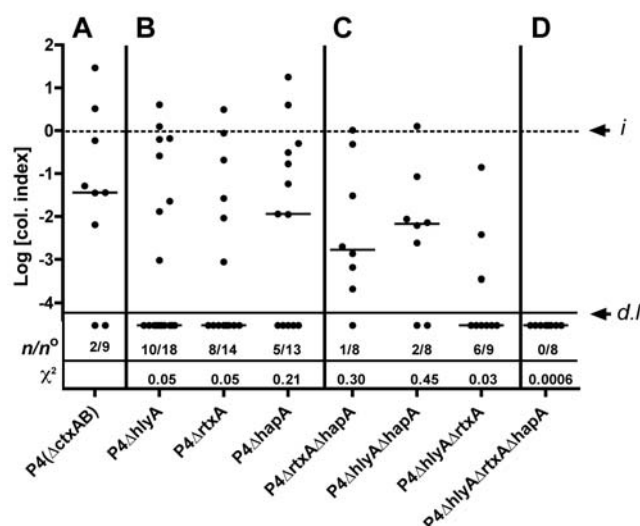 A B C D
2
1
0
-1
-2
-3
-4
Log [col. index]
i
d.l
n/nº 2/9 10/18 8/14 5/13 1/8 2/8 6/9 0/8
χ² 0.05 0.05 0.21 0.30 0.45 0.03 0.0006
P4(ΔctxAB)
P4ΔhlyA
P4ΔrtxA
P4ΔhapA
P4ΔrtxAΔhapA
P4ΔhlyAΔhapA
P4ΔhlyAΔrtxA
P4ΔhlyAΔrtxAΔhapA